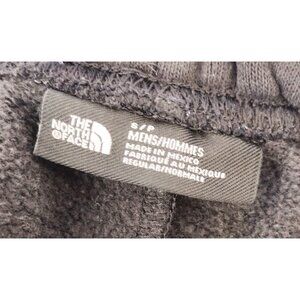 THE
NORTH
FACE
S/P
MENS/HOMMES
MADE IN MEXICO
FABRIQUÉ AU MEXIQUE
REGULAR/NORMALE